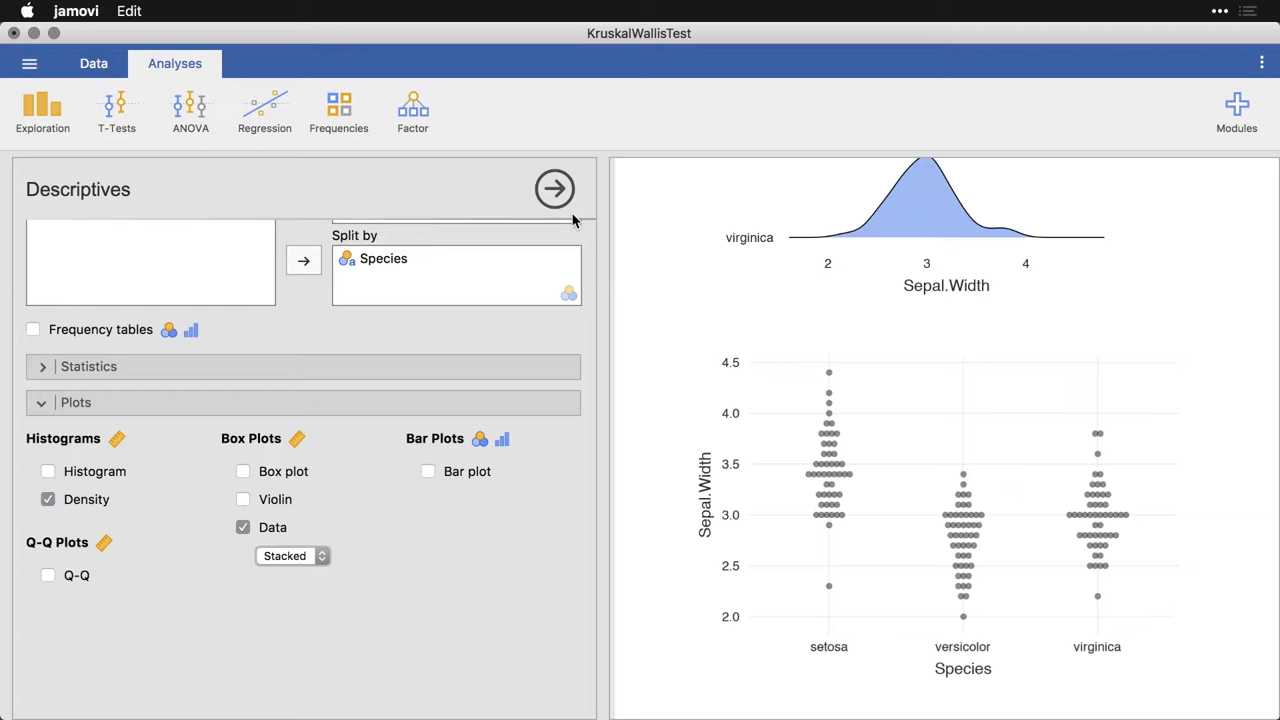 jamovi Edit
KruskalWallisTest
Data Analyses
Exploration T-Tests ANOVA Regression Frequencies Factor Modules
Descriptives
Split by
Species
Frequency tables
Statistics
Plots
Histograms Box Plots Bar Plots
Histogram Box plot Bar plot
Density Violin
Data
Q-Q Plots
Stacked
Q-Q
virginica
2 3 4
Sepal.Width
4.5
4.0
3.5
3.0
2.5
2.0
Sepal.Width
setosa versicolor virginica
Species